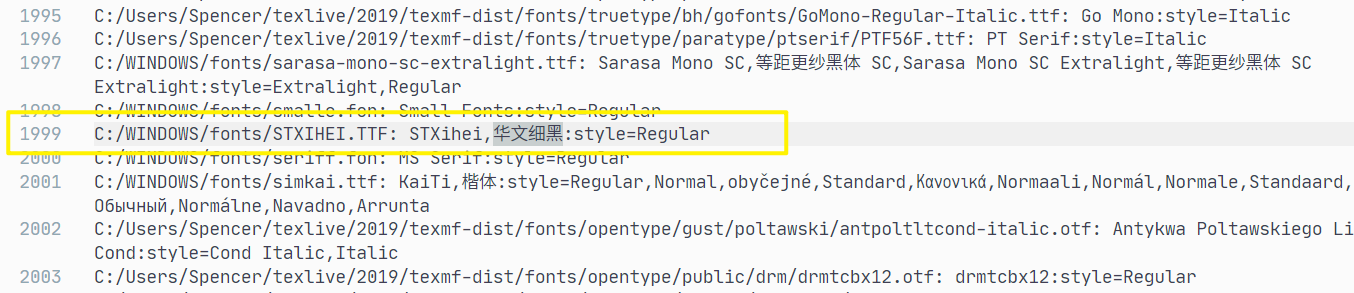 1995 C:/Users/Spencer/texlive/2019/texmf-dist/fonts/truetype/bh/gofonts/GoMono-Regular-Italic.ttf: Go Mono:style=Italic
1996 C:/Users/Spencer/texlive/2019/texmf-dist/fonts/truetype/paratype/ptserif/PTF56F.ttf: PT Serif:style=Italic
1997 C:/WINDOWS/fonts/sarasa-mono-sc-extralight.ttf: Sarasa Mono SC,等距更纱黑体 SC,Sarasa Mono SC Extralight,等距更纱黑体 SC
Extralight:style=Extralight,Regular
1998 C:/WINDOWS/fonts/smalle.fon: Small Fonts:style=Regular
1999 C:/WINDOWS/fonts/STXIHEI.TTF: STXihei,华文细黑:style=Regular
2000 C:/WINDOWS/fonts/seriff.fon: MS Serif:style=Regular
2001 C:/WINDOWS/fonts/simkai.ttf: KaiTi,楷体:style=Regular,Normal,obyčejné,Standard,Κανονικά,Normaali,Normál,Normale,Standaard,
Обычный,Normálne,Navadno,Arrunta
2002 C:/Users/Spencer/texlive/2019/texmf-dist/fonts/opentype/gust/poltawski/antpoltltcond-italic.otf: Antykwa Poltawskiego Li
Cond:style=Cond Italic,Italic
2003 C:/Users/Spencer/texlive/2019/texmf-dist/fonts/opentype/public/drm/drmtcbx12.otf: drmtcbx12:style=Regular